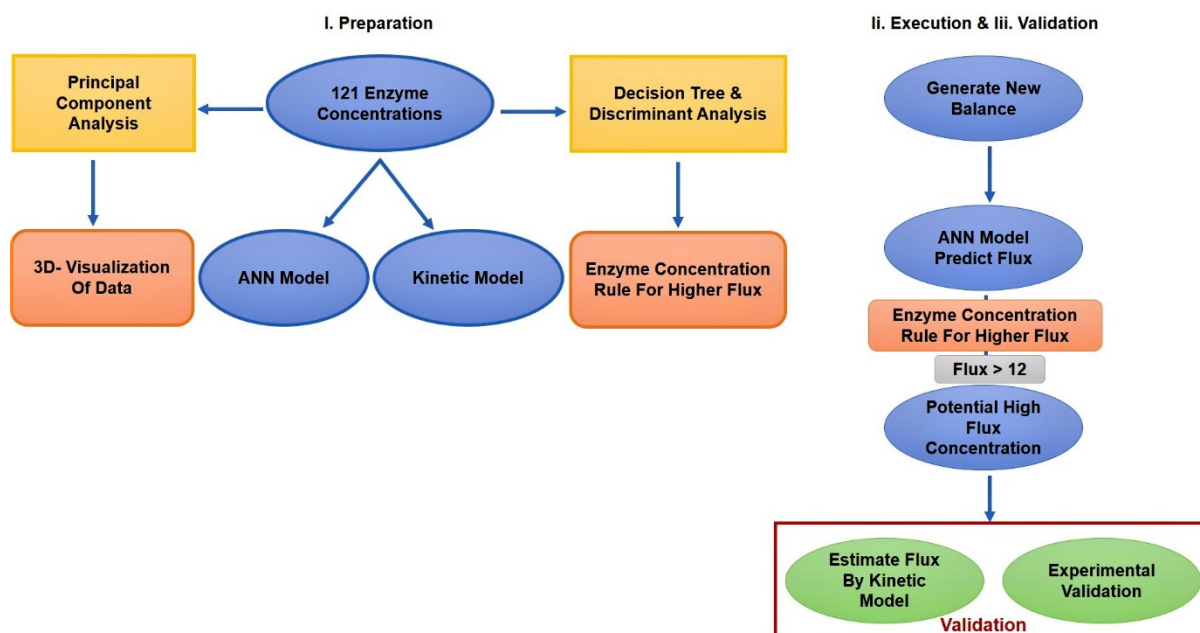 I. Preparation
Principal
Component
Analysis
121 Enzyme
Concentrations
Decision Tree &
Discriminant Analysis
3D- Visualization
Of Data
ANN Model
Kinetic Model
Enzyme Concentration
Rule For Higher Flux
Ii. Execution & Iii. Validation
Generate New
Balance
ANN Model
Predict Flux
Enzyme Concentration
Rule For Higher Flux
Flux > 12
Potential High
Flux
Concentration
Estimate Flux
By Kinetic
Model
Experimental
Validation
Validation